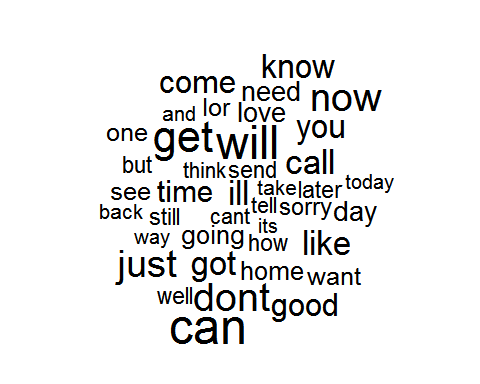 know
come need
now
and lor love
one get will you
but think send call
see time ill take later today
back still cant tell sorry day
its
way going how like
just got home want
well dont good
can